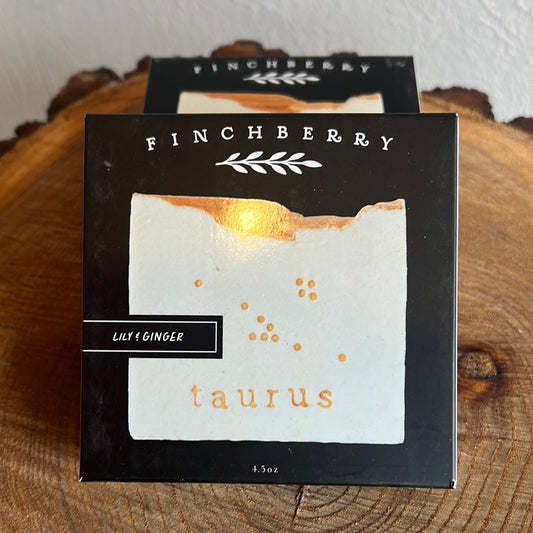 FINCHBERRY
FINCHBERRY
LILY & GINGER
taurus
4.5oz